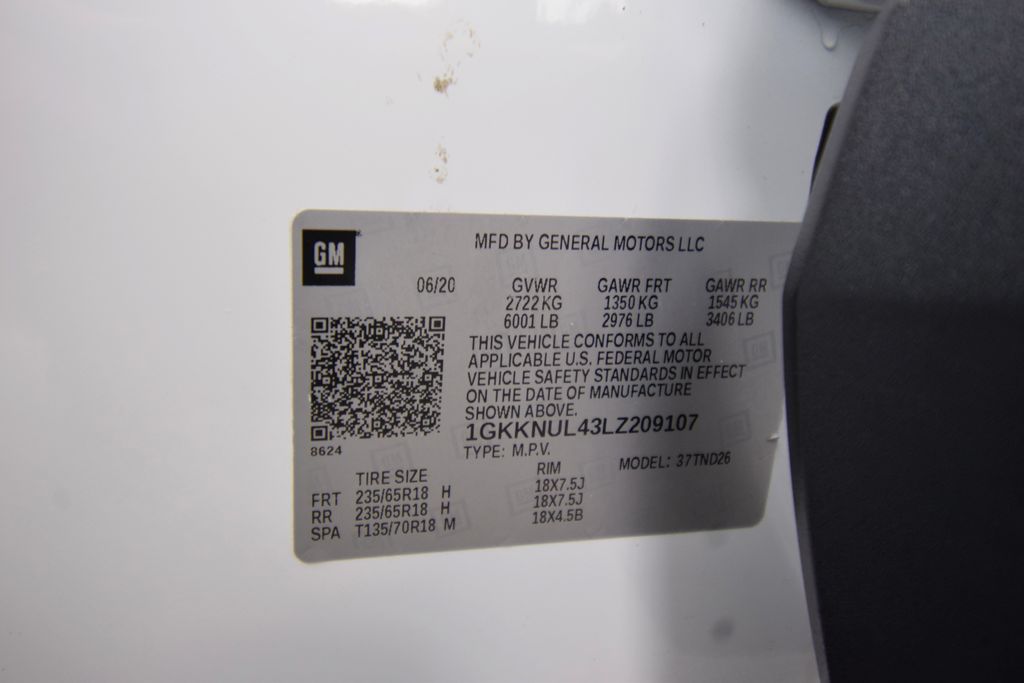 GM
MFD BY GENERAL MOTORS LLC
06/20 GVWR GAWR FRT GAWR RR
2722 KG 1350 KG 1545 KG
6001 LB 2976 LB 3406 LB
THIS VEHICLE CONFORMS TO ALL
APPLICABLE U.S. FEDERAL MOTOR
VEHICLE SAFETY STANDARDS IN EFFECT
ON THE DATE OF MANUFACTURE
SHOWN ABOVE.
1GKKNUL43LZ209107
8624
TYPE: M.P.V. MODEL: 37TND26
TIRE SIZE RIM
FRT 235/65R18 H 18X7.5J
RR 235/65R18 H 18X7.5J
SPA T135/70R18 M 18X4.5B